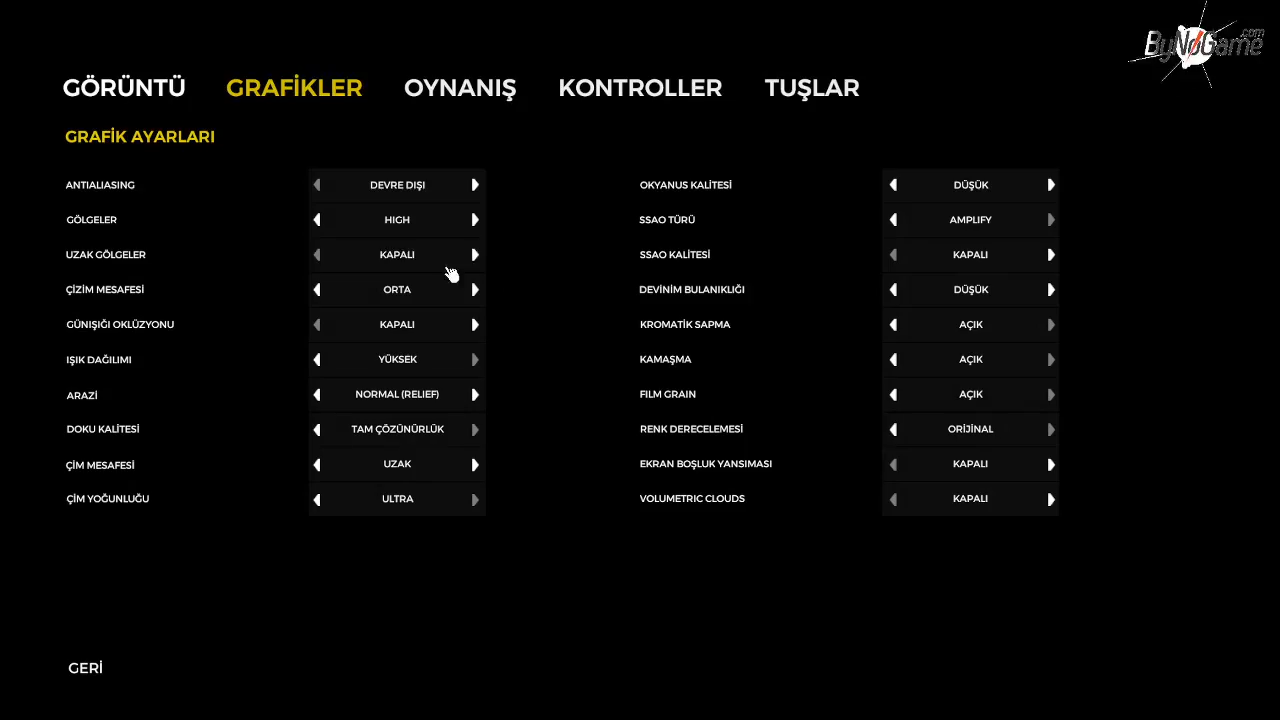 ByNoGame.com
GÖRÜNTÜ GRAFİKLER OYNANIŞ KONTROLLER TUŞLAR
GRAFİK AYARLARI
ANTIALIASING DEVRE DIŞI
GÖLGELER HIGH
UZAK GÖLGELER KAPALI
ÇİZİM MESAFESİ ORTA
GÜNIŞIĞI OKLÜZYONU KAPALI
IŞIK DAĞILIMI YÜKSEK
ARAZİ NORMAL (RELIEF)
DOKU KALİTESİ TAM ÇÖZÜNÜRLÜK
ÇİM MESAFESİ UZAK
ÇİM YOĞUNLUĞU ULTRA
OKYANUS KALİTESİ DÜŞÜK
SSAO TÜRÜ AMPLIFY
SSAO KALİTESİ KAPALI
DEVİNİM BULANIKLIĞI DÜŞÜK
KROMATİK SAPMA AÇIK
KAMAŞMA AÇIK
FILM GRAIN AÇIK
RENK DERECELEMESİ ORİJİNAL
EKRAN BOŞLUK YANSIMASI KAPALI
VOLUMETRIC CLOUDS KAPALI
GERİ